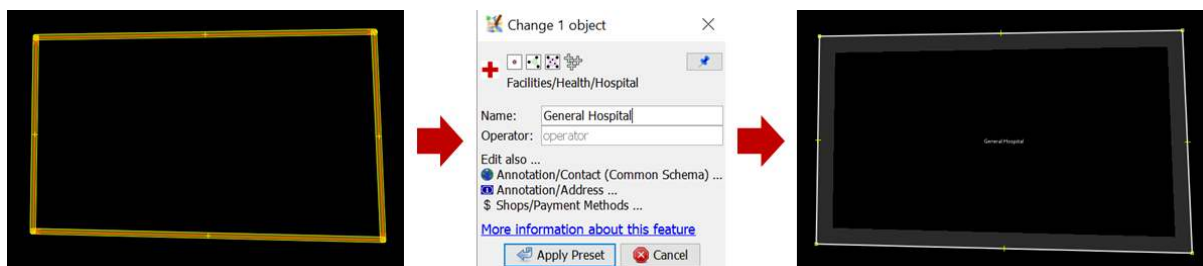 Change 1 object
Facilities/Health/Hospital
Name: General Hospital
Operator: operator
Edit also ...
Annotation/Contact (Common Schema) ...
Annotation/Address ...
$ Shops/Payment Methods ...
More information about this feature
Apply Preset Cancel
General Hospital